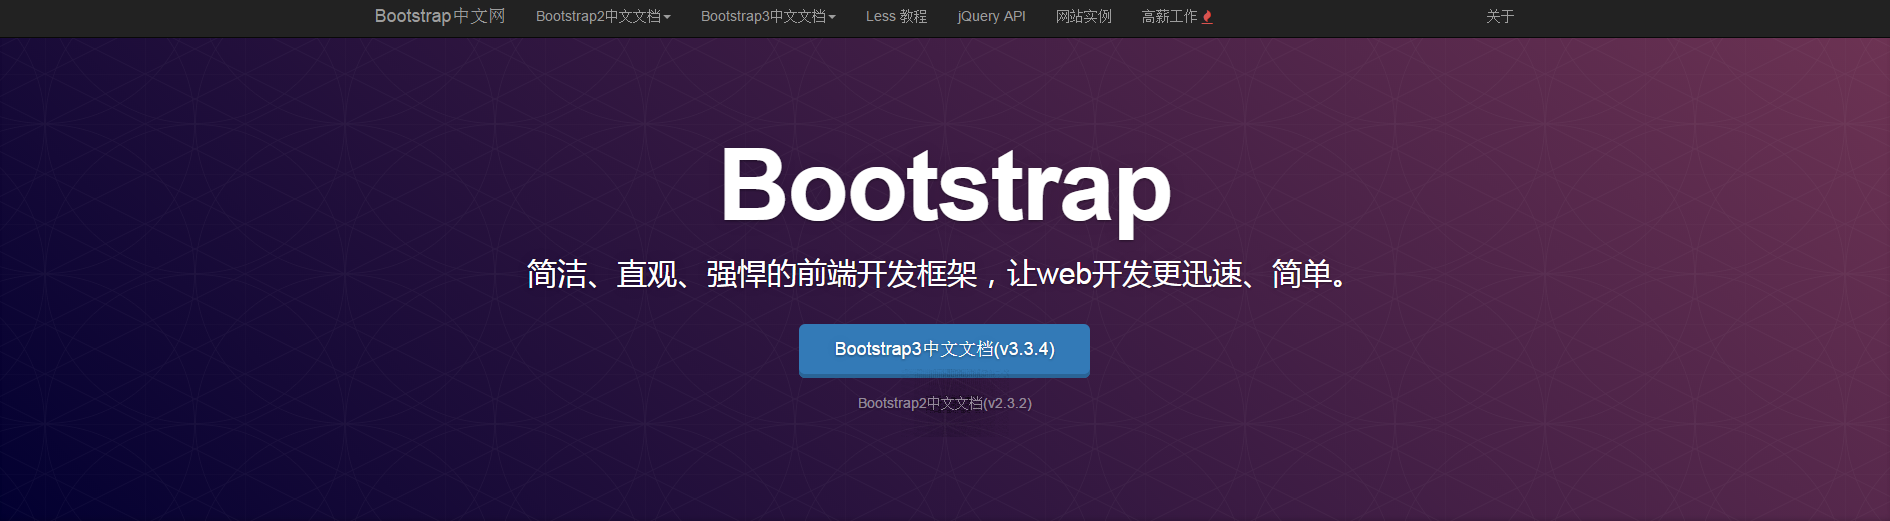 Bootstrap中文网 Bootstrap2中文文档 Bootstrap3中文文档 Less 教程 jQuery API 网站实例 高薪工作 关于
Bootstrap
简洁、直观、强悍的前端开发框架，让web开发更迅速、简单。
Bootstrap3中文文档(v3.3.4)
Bootstrap2中文文档(v2.3.2)